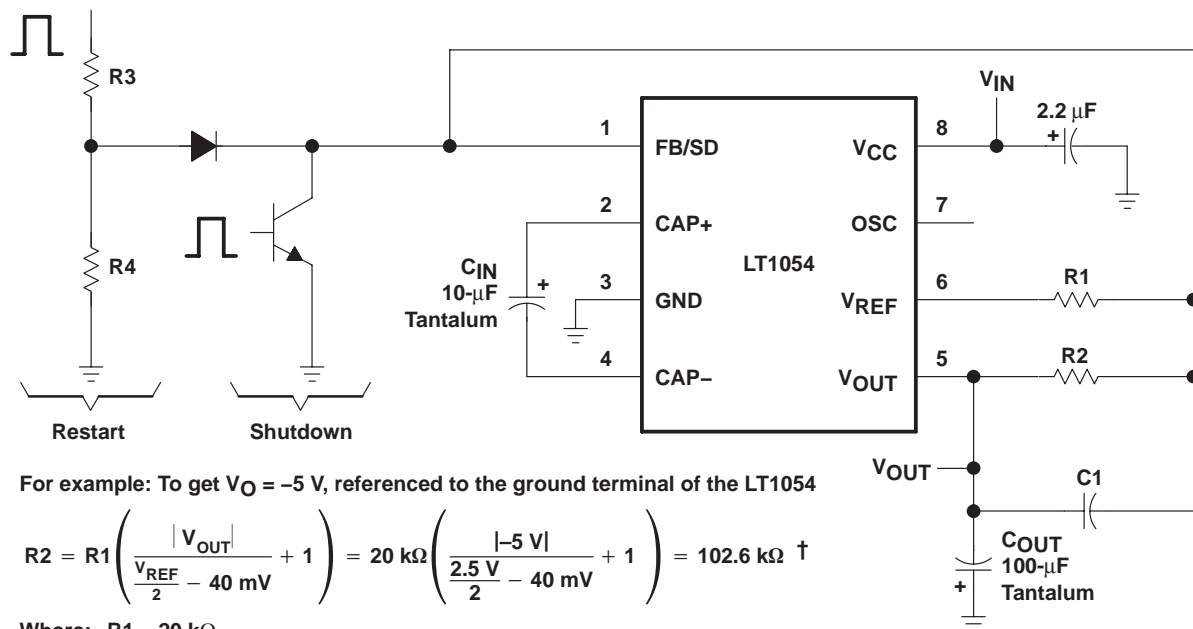 R3
R4
Restart
Shutdown
1
FB/SD
2
CAP+
3
GND
4
CAP–
LT1054
8
VCC
7
OSC
6
VREF
5
VOUT
CIN
10-μF
Tantalum
VIN
2.2 μF
+
+
R1
R2
VOUT
C1
COUT
100-μF
Tantalum
+
For example: To get VO = –5 V, referenced to the ground terminal of the LT1054
R2 = R1 ( |VOUT| / (VREF/2 – 40 mV) + 1 ) = 20 kΩ ( |–5 V| / (2.5 V/2 – 40 mV) + 1 ) = 102.6 kΩ †